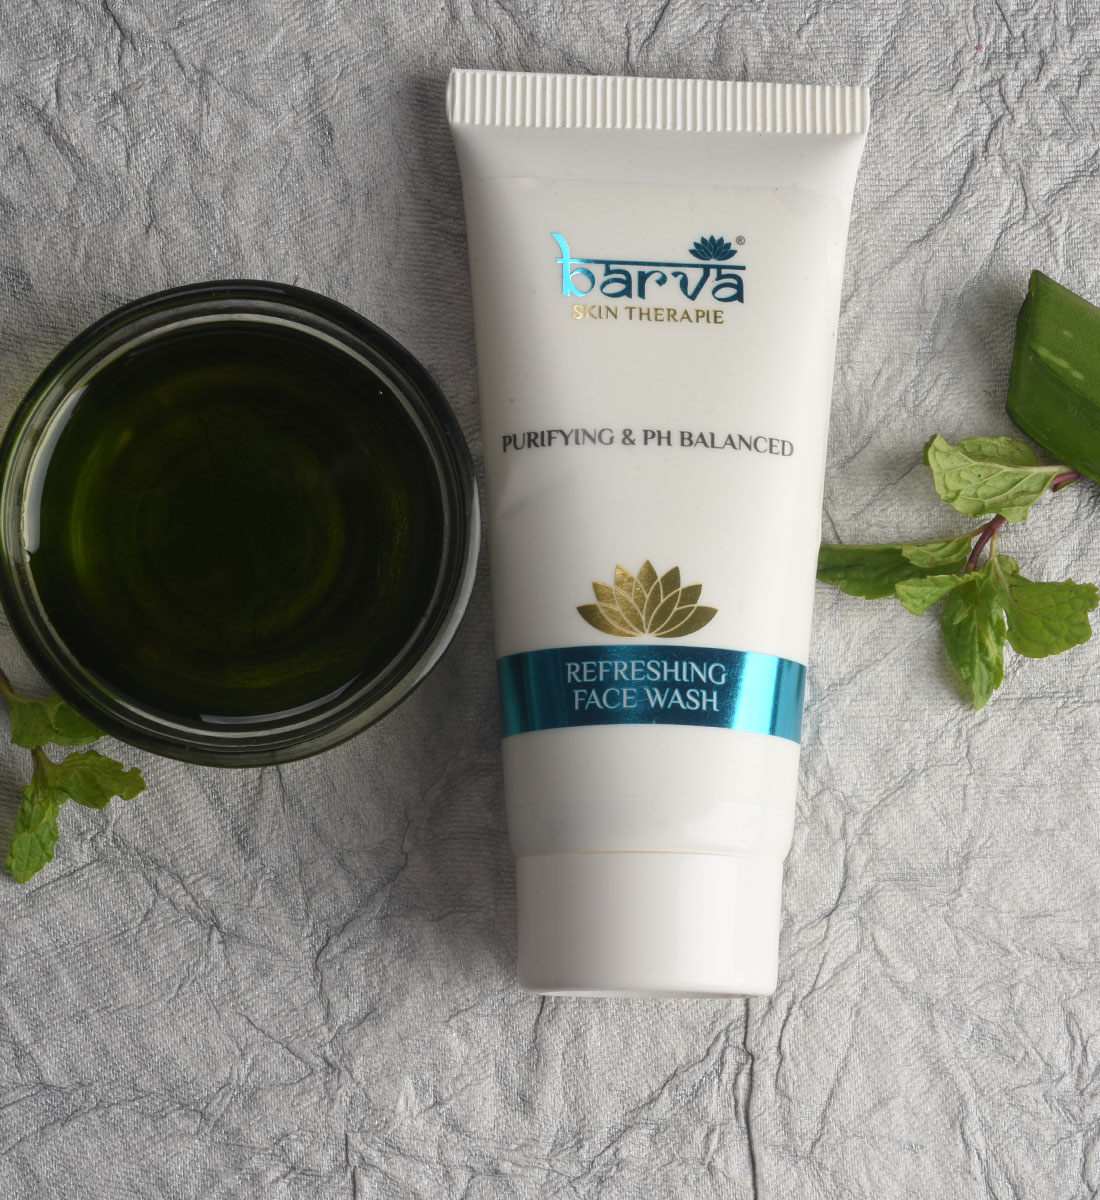 barva®
SKIN THERAPIE
PURIFYING & PH BALANCED
REFRESHING
FACE WASH